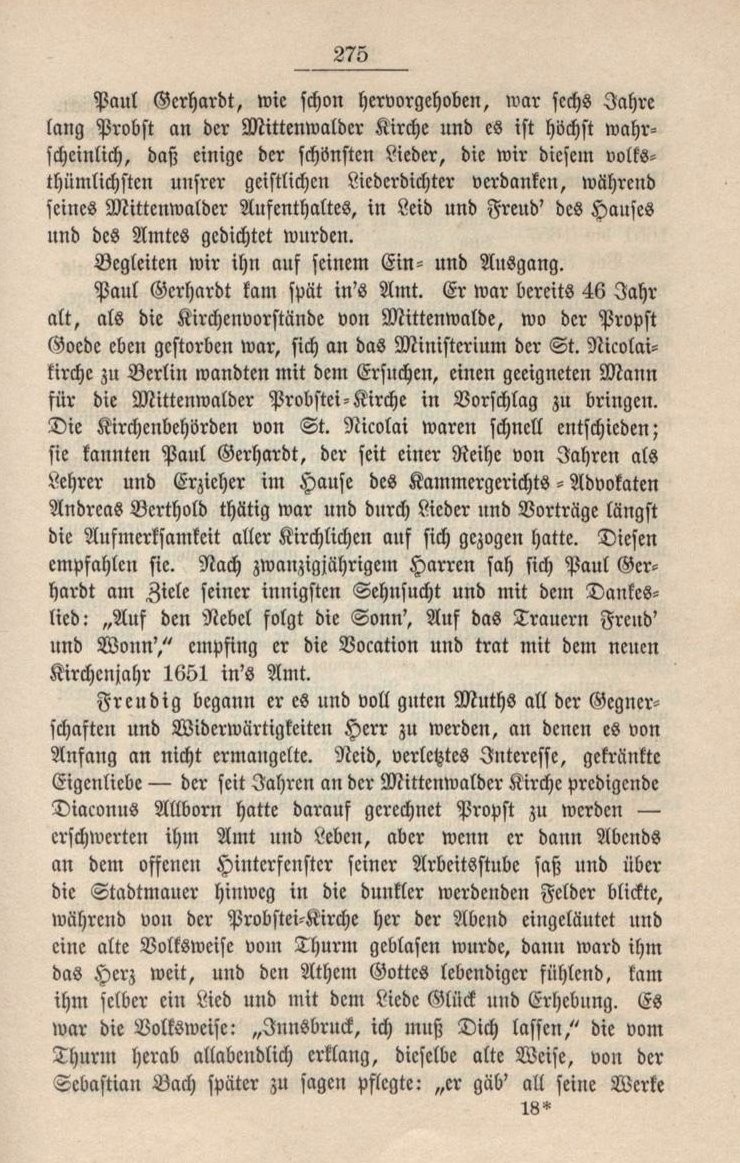 275
Paul Gerhardt, wie schon hervorgehoben, war sechs Jahre
lang Probst an der Mittenwalder Kirche und es ist höchst wahr-
scheinlich, daß einige der schönsten Lieder, die wir diesem volks-
thümlichsten unsrer geistlichen Liederdichter verdanken, während
seines Mittenwalder Aufenthaltes, in Leid und Freud' des Hauses
und des Amtes gedichtet wurden.
Begleiten wir ihn auf seinem Ein- und Ausgang.
Paul Gerhardt kam spät in's Amt. Er war bereits 46 Jahr
alt, als die Kirchenvorstände von Mittenwalde, wo der Propst
Goede eben gestorben war, sich an das Ministerium der St. Nicolai-
kirche zu Berlin wandten mit dem Ersuchen, einen geeigneten Mann
für die Mittenwalder Probstei-Kirche in Vorschlag zu bringen.
Die Kirchenbehörden von St. Nicolai waren schnell entschieden;
sie kannten Paul Gerhardt, der seit einer Reihe von Jahren als
Lehrer und Erzieher im Hause des Kammergerichts-Advokaten
Andreas Berthold thätig war und durch Lieder und Vorträge längst
die Aufmerksamkeit aller Kirchlichen auf sich gezogen hatte. Diesen
empfahlen sie. Nach zwanzigjährigem Harren sah sich Paul Ger-
hardt am Ziele seiner innigsten Sehnsucht und mit dem Dankes-
lied: „Auf den Nebel folgt die Sonn', Auf das Trauern Freud'
und Wonn'," empfing er die Vocation und trat mit dem neuen
Kirchenjahr 1651 in's Amt.
Freudig begann er es und voll guten Muths all der Gegner-
schaften und Widerwärtigkeiten Herr zu werden, an denen es von
Anfang an nicht ermangelte. Neid, verletztes Interesse, gekränkte
Eigenliebe — der seit Jahren an der Mittenwalder Kirche predigende
Diaconus Allborn hatte darauf gerechnet Propst zu werden —
erschwerten ihm Amt und Leben, aber wenn er dann Abends
an dem offenen Hinterfenster seiner Arbeitsstube saß und über
die Stadtmauer hinweg in die dunkler werdenden Felder blickte,
während von der Probstei-Kirche her der Abend eingeläutet und
eine alte Volksweise vom Thurm geblasen wurde, dann ward ihm
das Herz weit, und den Athem Gottes lebendiger fühlend, kam
ihm selber ein Lied und mit dem Liede Glück und Erhebung. Es
war die Volksweise: „Innsbruck, ich muß Dich lassen," die vom
Thurm herab allabendlich erklang, dieselbe alte Weise, von der
Sebastian Bach später zu sagen pflegte: „er gäb' all seine Werke
18*